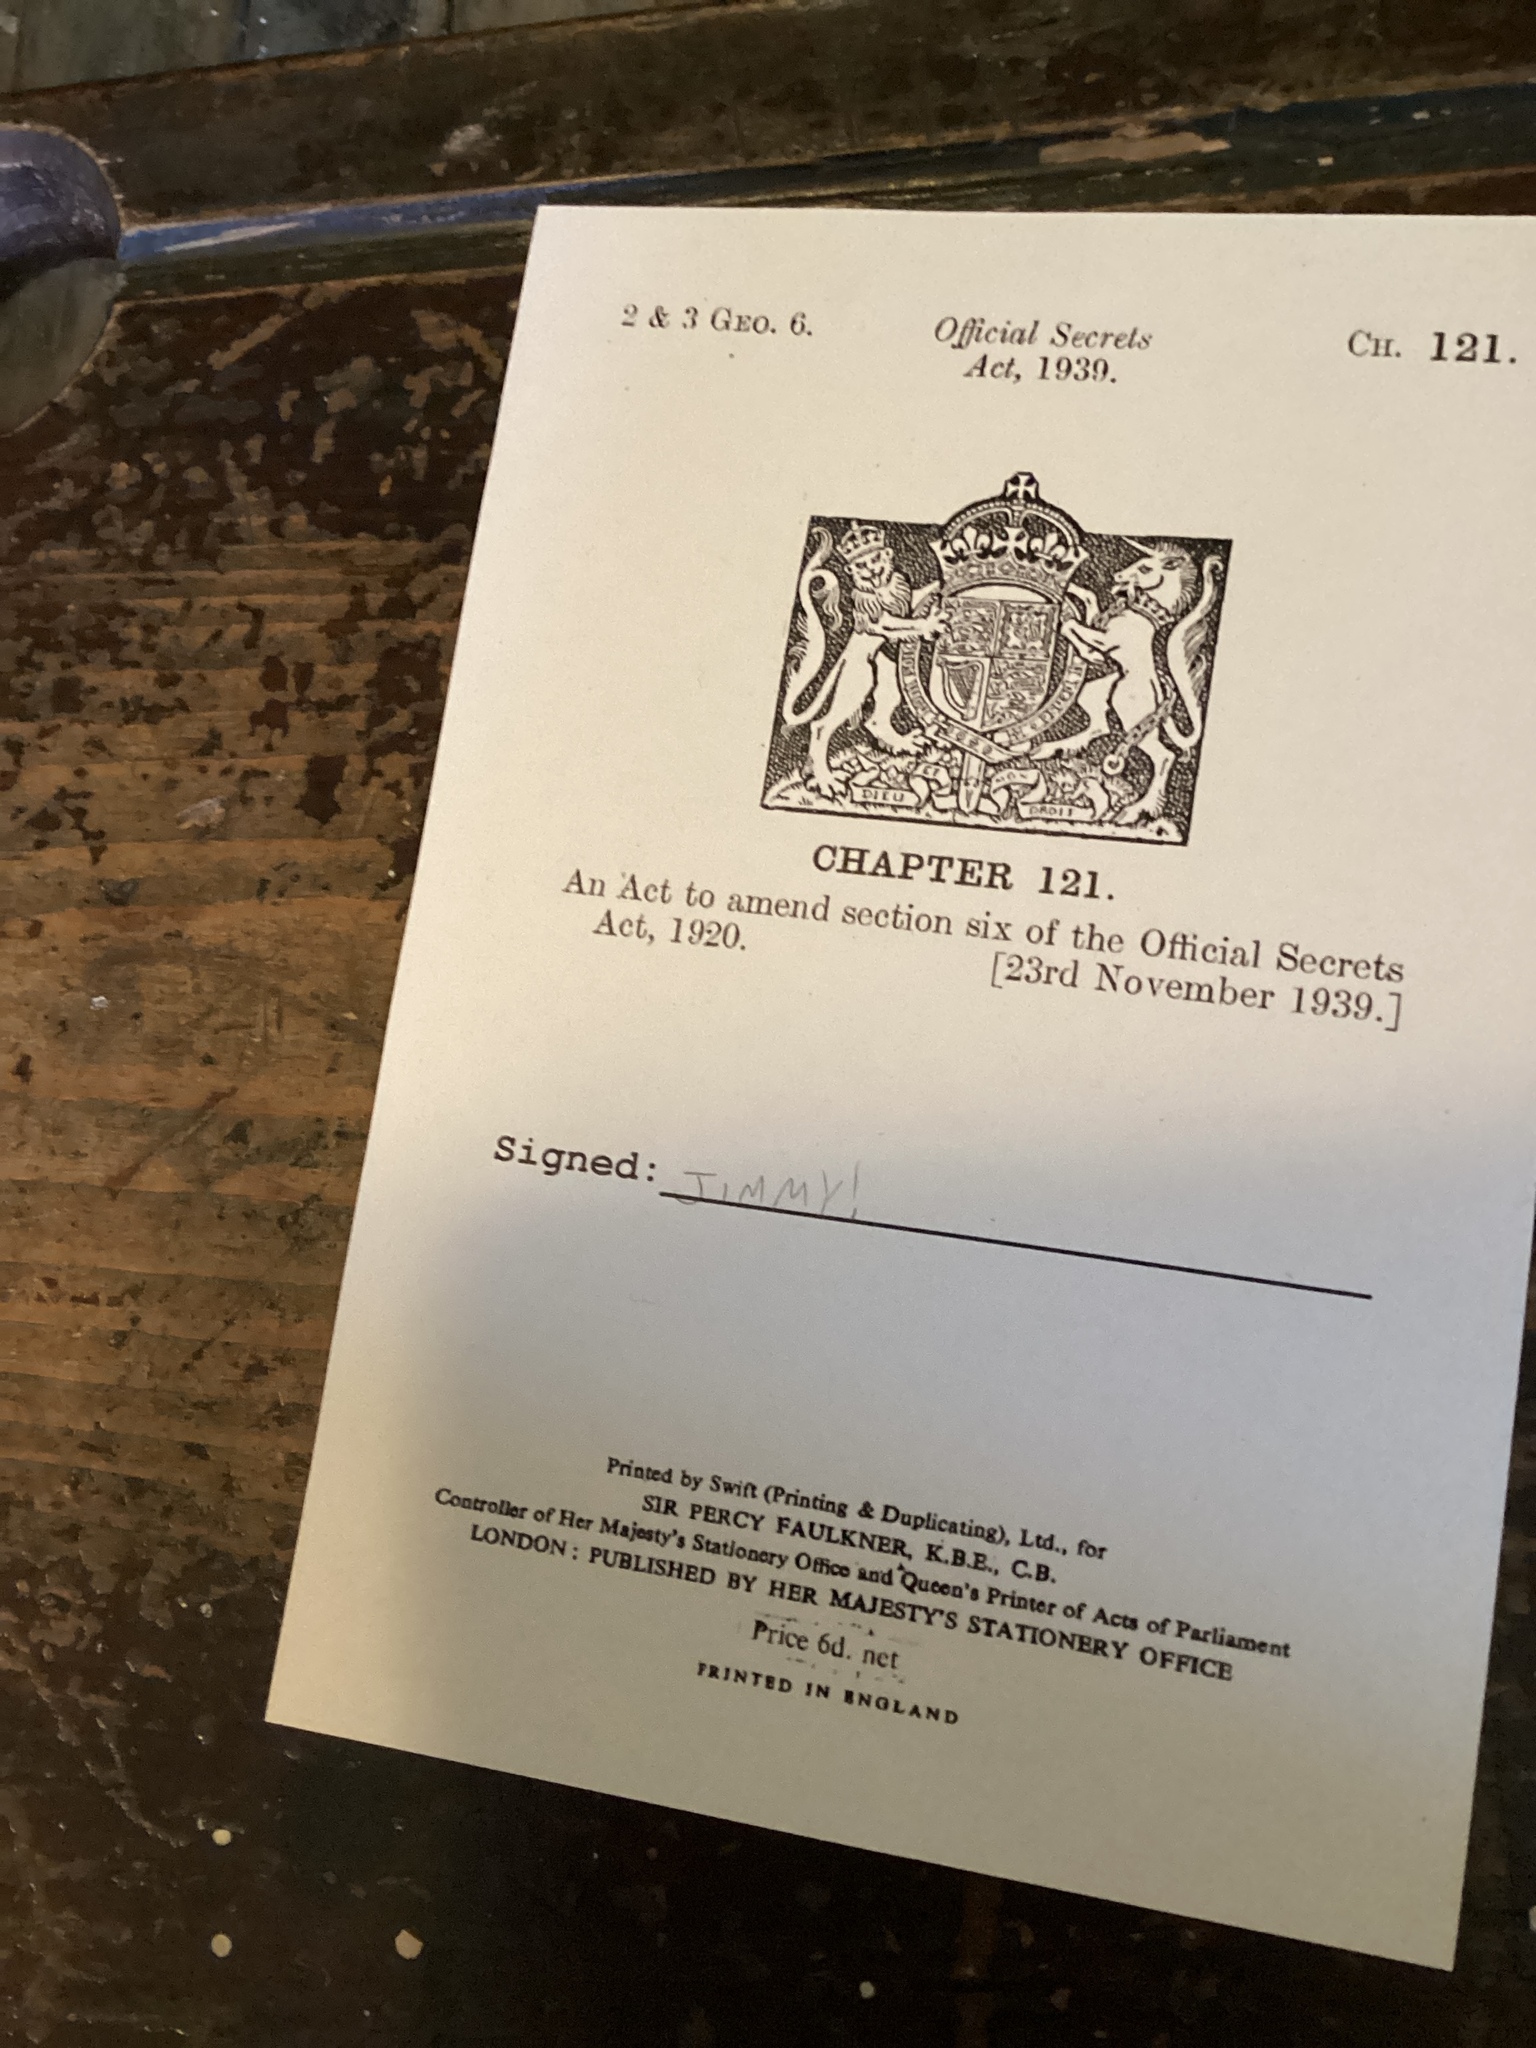 2 & 3 GEO. 6.
Official Secrets
Act, 1939.
CH. 121.
DIEU
ET
MON
DROIT
CHAPTER 121.
An Act to amend section six of the Official Secrets
Act, 1920.
[23rd November 1939.]
Signed: JIMMY!
Printed by Swift (Printing & Duplicating), Ltd., for
SIR PERCY FAULKNER, K.B.E., C.B.
Controller of Her Majesty's Stationery Office and Queen's Printer of Acts of Parliament
LONDON: PUBLISHED BY HER MAJESTY'S STATIONERY OFFICE
Price 6d. net
PRINTED IN ENGLAND